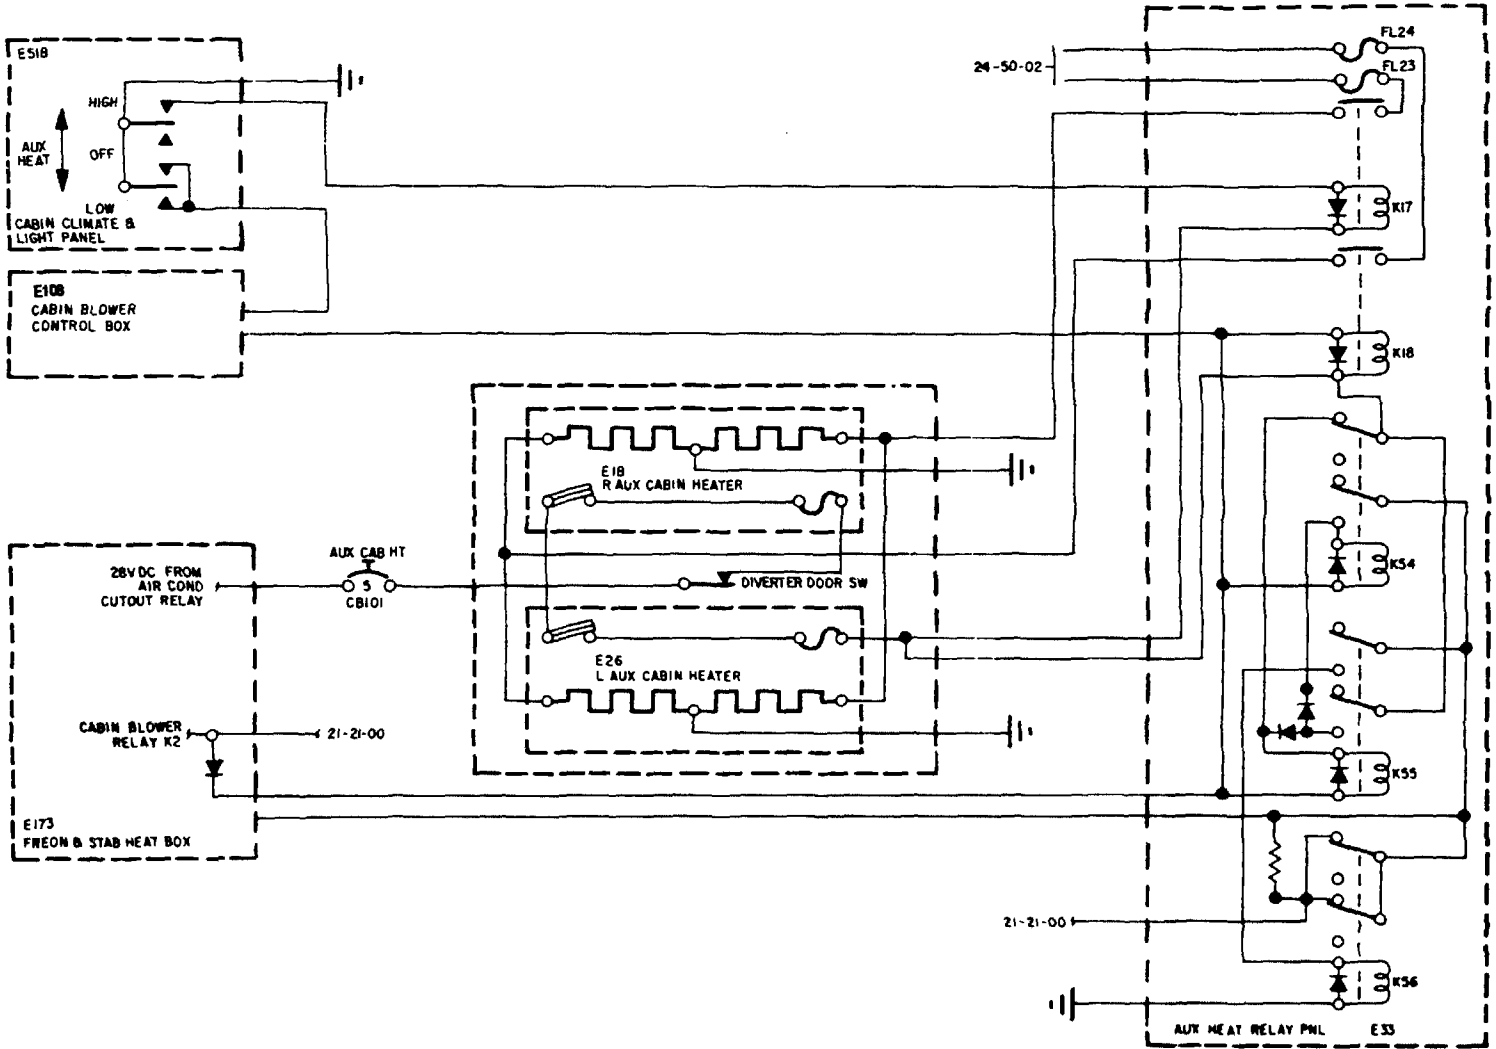 E518
HIGH
AUX
HEAT
OFF
LOW
CABIN CLIMATE &
LIGHT PANEL
E108
CABIN BLOWER
CONTROL BOX
24-50-02
FL24
FL23
K17
K18
E18
R AUX CABIN HEATER
28VDC FROM
AIR COND
CUTOUT RELAY
AUX CAB HT
5
CB101
DIVERTER DOOR SW
K54
E26
L AUX CABIN HEATER
CABIN BLOWER
RELAY K2
21-21-00
K55
E173
FREON & STAB HEAT BOX
21-21-00
K56
AUX HEAT RELAY PNL E33